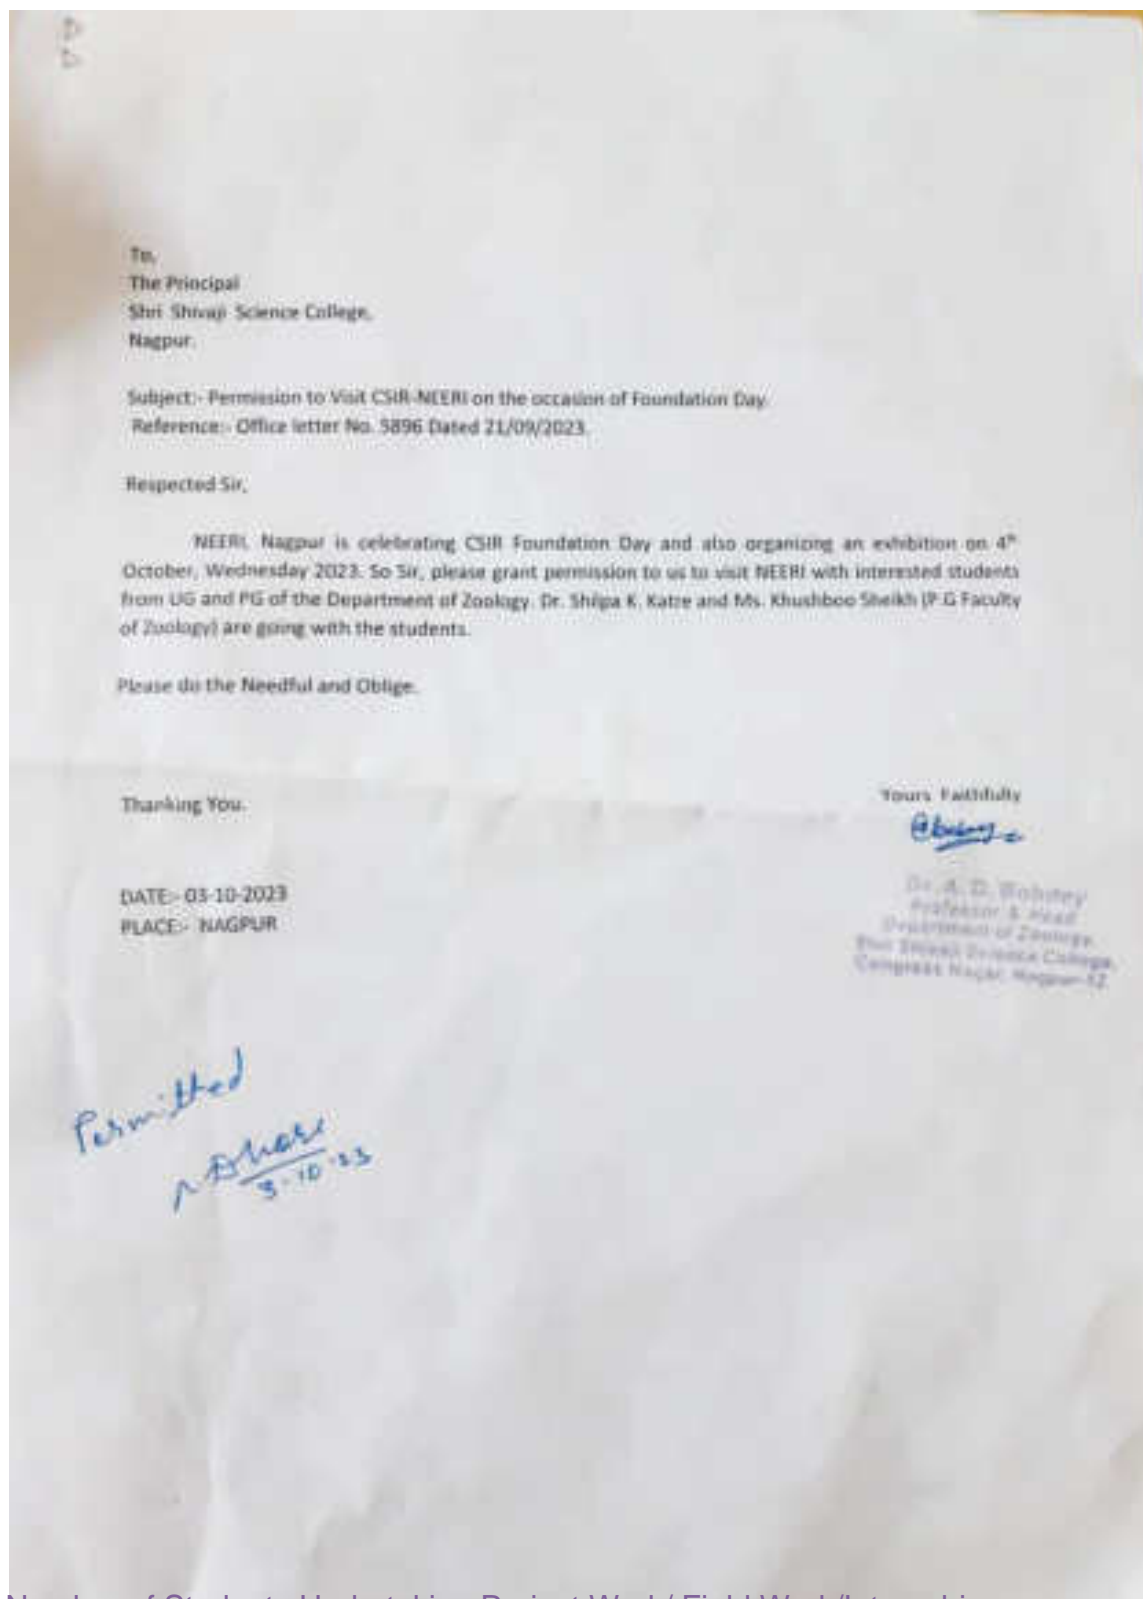 To,
The Principal
Shri Shivaji Science College,
Nagpur.
Subject:- Permission to Visit CSIR-NEERI on the occasion of Foundation Day.
Reference:- Office letter No. 5896 Dated 21/09/2023.
Respected Sir,
NEERI, Nagpur is celebrating CSIR Foundation Day and also organizing an exhibition on 4th
October, Wednesday 2023. So Sir, please grant permission to us to visit NEERI with interested students
from UG and PG of the Department of Zoology. Dr. Shilpa K. Katre and Ms. Khushboo Sheikh (P.G Faculty
of Zoology) are going with the students.
Please do the Needful and Oblige.
Thanking You.
Yours Faithfully
DATE:- 03-10-2023
PLACE:- NAGPUR
Dr. A. D. Bobdey
Professor & Head
Department of Zoology
Shri Shivaji Science College,
Congress Nagar, Nagpur-12
Permitted
3-10-23